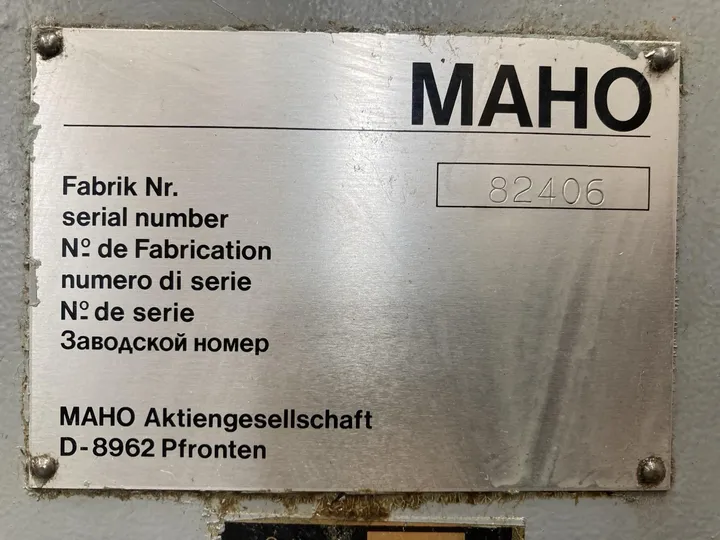 MAHO
Fabrik Nr. 82406
serial number
Nº de Fabrication
numero di serie
Nº de serie
Заводской номер
MAHO Aktiengesellschaft
D-8962 Pfronten